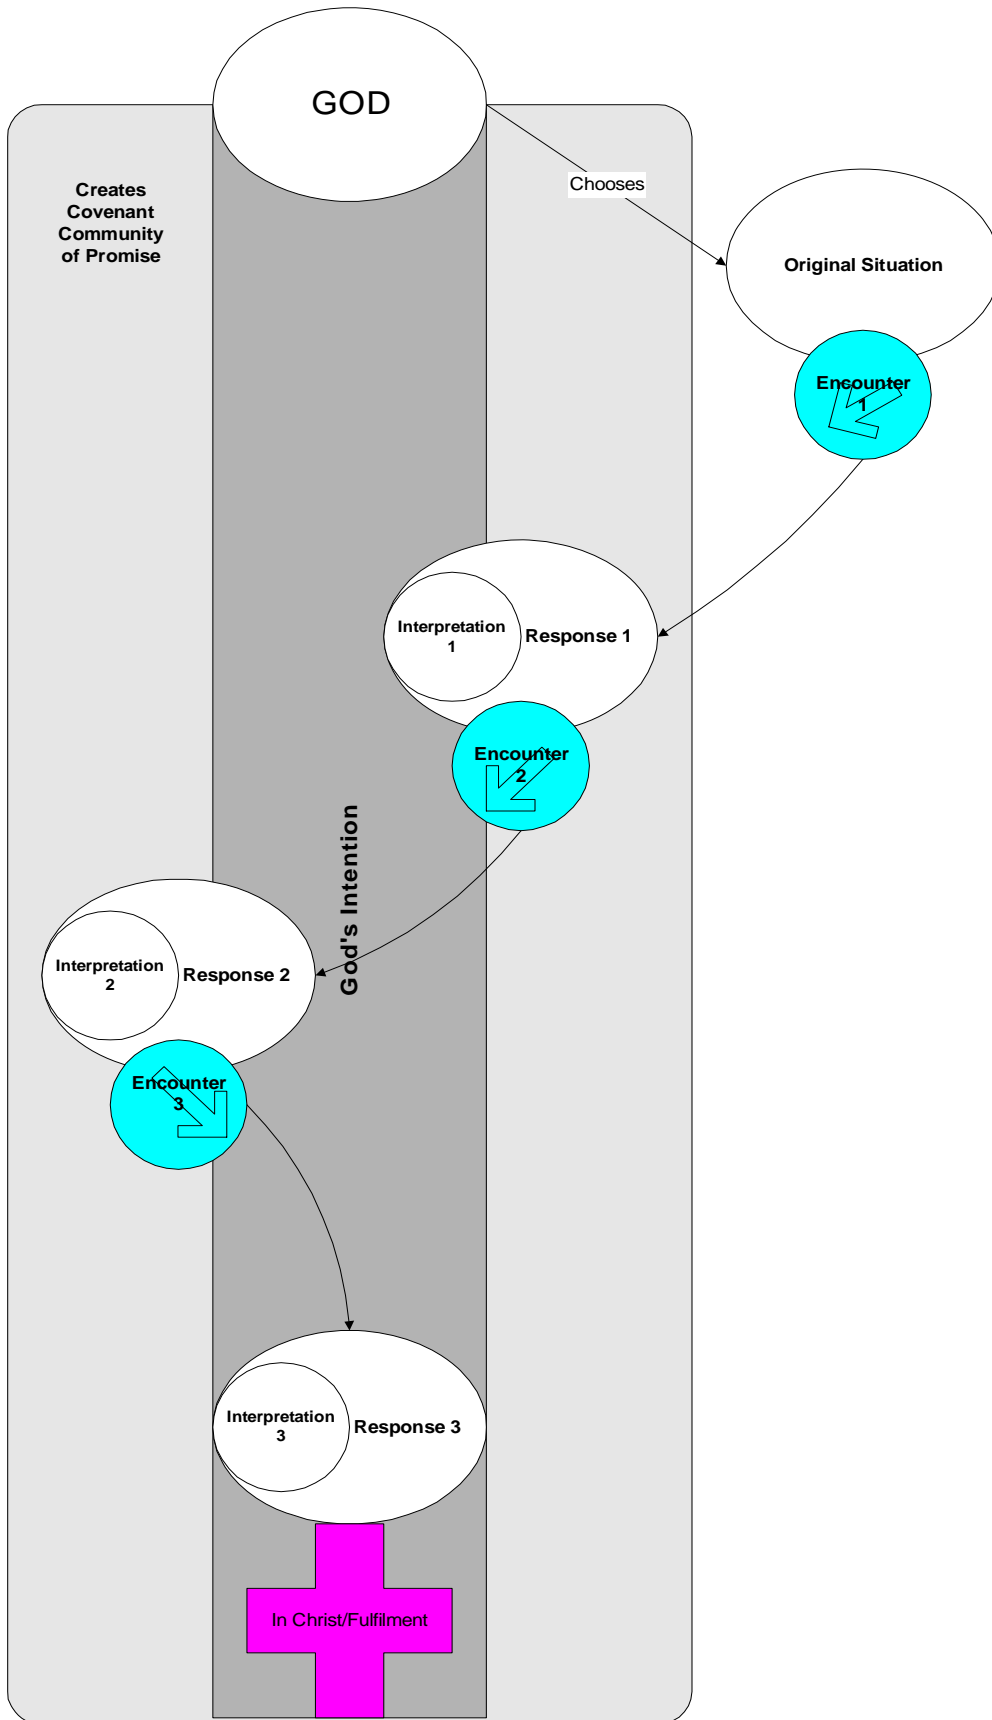 GOD
Chooses
Creates
Covenant
Community
of Promise
Original Situation
Encounter
1
Interpretation
1
Response 1
Encounter
2
God's Intention
Interpretation
2
Response 2
Encounter
3
Interpretation
3
Response 3
In Christ/Fulfilment